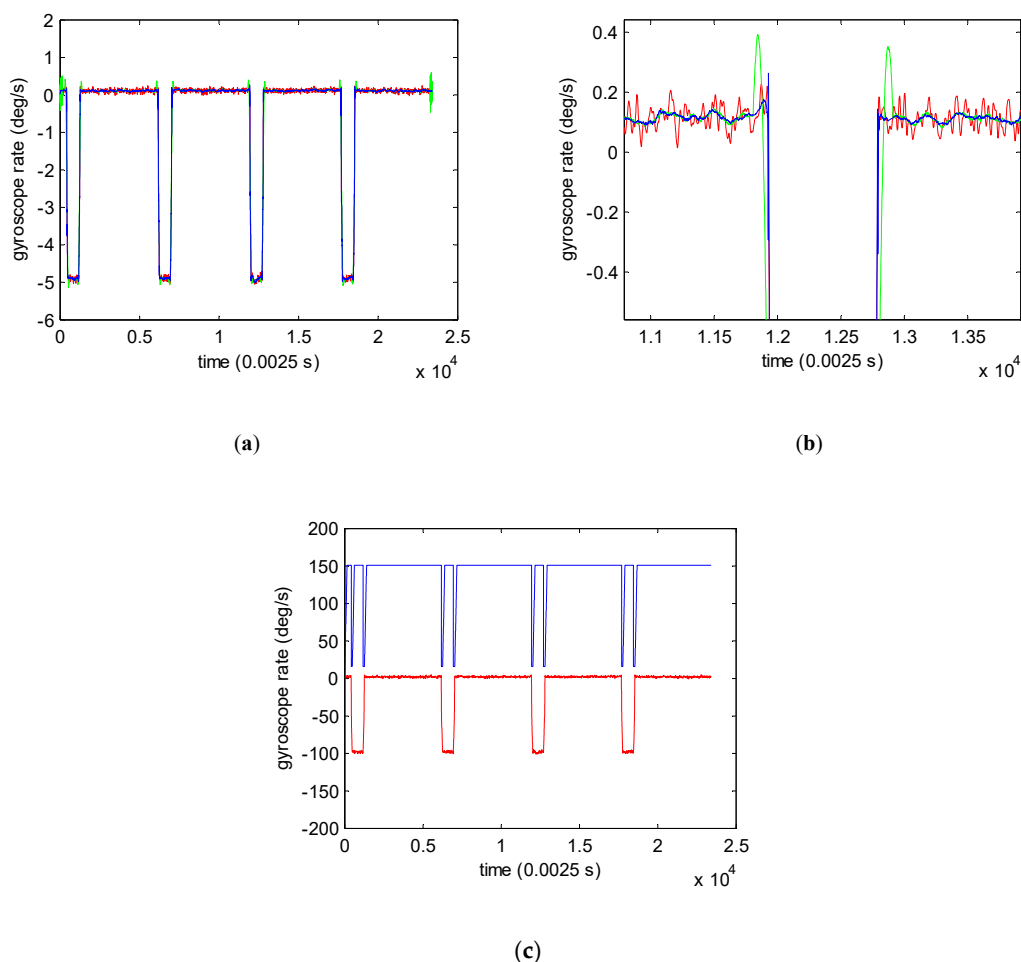 2
1
0
-1
-2
-3
-4
-5
-6
gyroscope rate (deg/s)
0 0.5 1 1.5 2 2.5
time (0.0025 s)
x 10^4
(a)
0.4
0.2
0
-0.2
-0.4
gyroscope rate (deg/s)
1.1 1.15 1.2 1.25 1.3 1.35
time (0.0025 s)
x 10^4
(b)
200
150
100
50
0
-50
-100
-150
-200
gyroscope rate (deg/s)
0 0.5 1 1.5 2 2.5
time (0.0025 s)
x 10^4
(c)